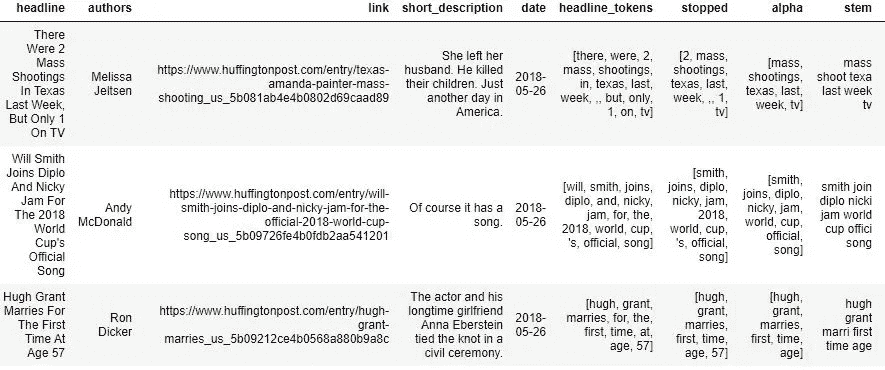 headline
authors
link
short_description
date
headline_tokens
stopped
alpha
stem
There
Were 2
Mass
Shootings
In Texas
Last Week,
But Only 1
On TV
Melissa
Jeltsen
https://www.huffingtonpost.com/entry/texas-
amanda-painter-mass-
shooting_us_5b081ab4e4b0802d69caad89
She left her
husband. He killed
their children. Just
another day in
America.
2018-
05-26
[there, were, 2,
mass, shootings,
in, texas, last,
week, ,, but, only,
1, on, tv]
[2, mass,
shootings,
texas, last,
week, ,, 1,
tv]
[mass,
shootings,
texas, last,
week, tv]
mass
shoot texa
last week
tv
Will Smith
Joins Diplo
And Nicky
Jam For
The 2018
World
Cup's
Official
Song
Andy
McDonald
https://www.huffingtonpost.com/entry/will-
smith-joins-diplo-and-nicky-jam-for-the-
official-2018-world-cup-
song_us_5b09726fe4b0fdb2aa541201
Of course it has a
song.
2018-
05-26
[will, smith, joins,
diplo, and, nicky,
jam, for, the,
2018, world, cup,
's, official, song]
[smith,
joins, diplo,
nicky, jam,
2018,
world, cup,
's, official,
song]
[smith,
joins, diplo,
nicky, jam,
world, cup,
official,
song]
smith join
diplo nicki
jam world
cup offici
song
Hugh Grant
Marries For
The First
Time At
Age 57
Ron
Dicker
https://www.huffingtonpost.com/entry/hugh-
grant-
marries_us_5b09212ce4b0568a880b9a8c
The actor and his
longtime girlfriend
Anna Eberstein
tied the knot in a
civil ceremony.
2018-
05-26
[hugh, grant,
marries, for, the,
first, time, at,
age, 57]
[hugh,
grant,
marries,
first, time,
age, 57]
[hugh,
grant,
marries,
first, time,
age]
hugh
grant
marri first
time age